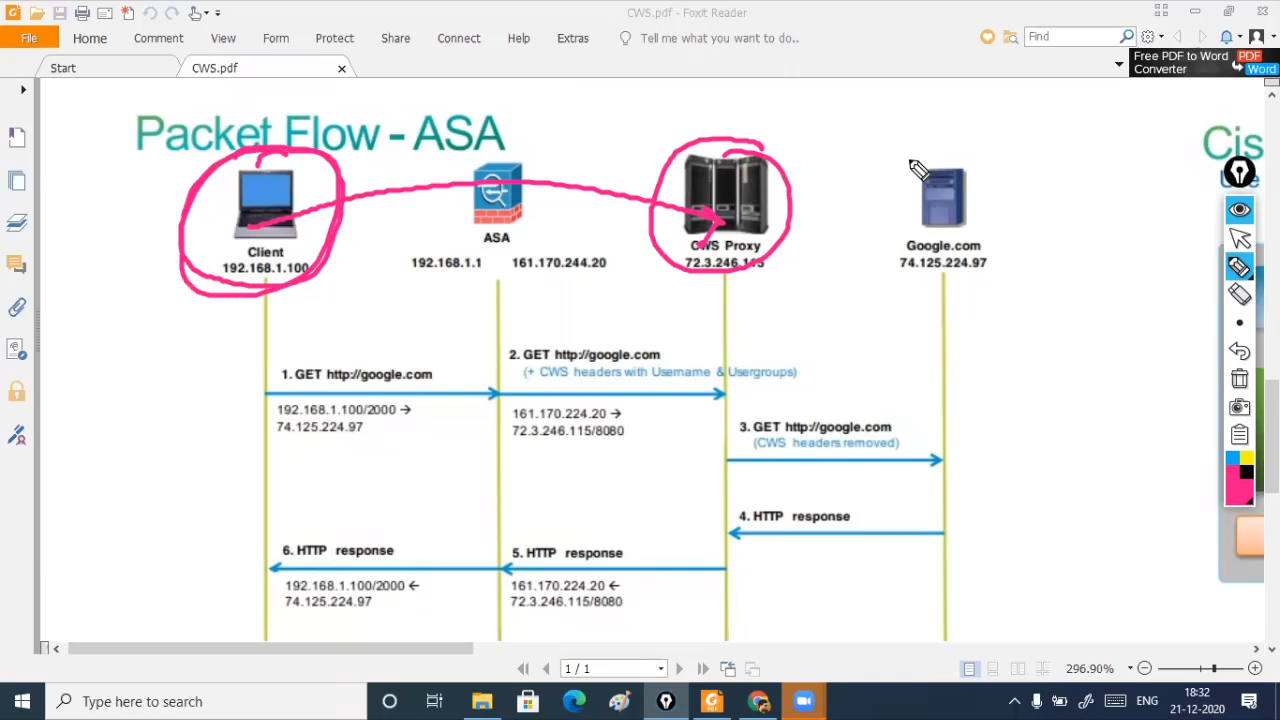 CWS.pdf - Foxit Reader
File Home Comment View Form Protect Share Connect Help Extras Tell me what you want to do.. Find
Free PDF to Word Converter PDF Word
Start CWS.pdf
Packet Flow - ASA
Cis
Client
192.168.1.100
ASA
192.168.1.1 161.170.244.20
CWS Proxy
72.3.246.115
Google.com
74.125.224.97
1. GET http://google.com
192.168.1.100/2000 →
74.125.224.97
2. GET http://google.com
(+ CWS headers with Username & Usergroups)
161.170.224.20 →
72.3.246.115/8080
3. GET http://google.com
(CWS headers removed)
4. HTTP response
5. HTTP response
161.170.224.20 ←
72.3.246.115/8080
6. HTTP response
192.168.1.100/2000 ←
74.125.224.97
1 / 1
296.90%
Type here to search
ENG
18:32
21-12-2020